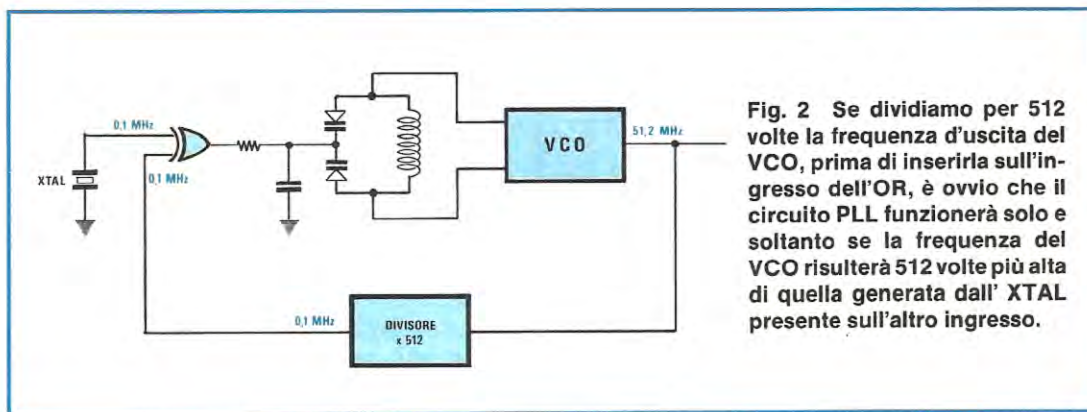 0,1 MHz
XTAL
0,1 MHz
VCO
51,2 MHz
0,1 MHz
DIVISORE
x 512
Fig. 2 Se dividiamo per 512
volte la frequenza d'uscita del
VCO, prima di inserirla sull'in-
gresso dell'OR, è ovvio che il
circuito PLL funzionerà solo e
soltanto se la frequenza del
VCO risulterà 512 volte più alta
di quella generata dall' XTAL
presente sull'altro ingresso.